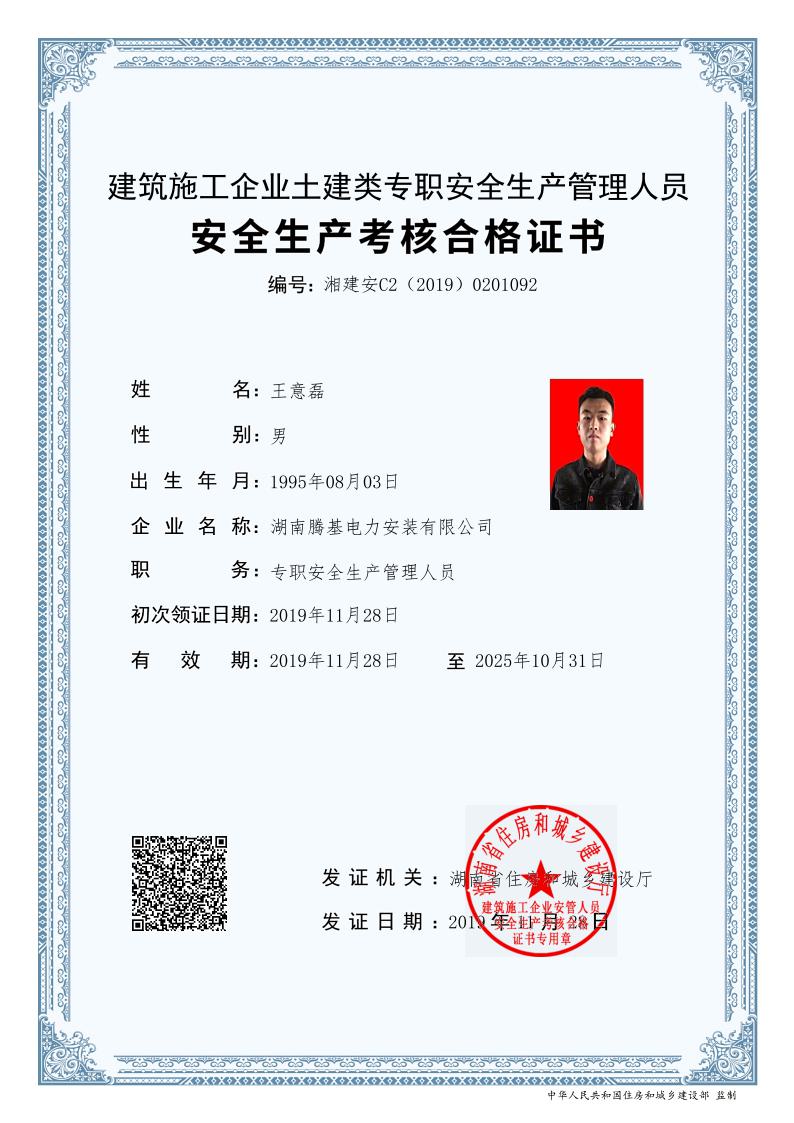 建筑施工企业土建类专职安全生产管理人员
安全生产考核合格证书
编号：湘建安C2（2019）0201092
姓名：王意磊
性别：男
出生年月：1995年08月03日
企业名称：湖南腾基电力安装有限公司
职务：专职安全生产管理人员
初次领证日期：2019年11月28日
有效期：2019年11月28日 至 2025年10月31日
发证机关：湖南省住房和城乡建设厅
发证日期：2019年11月28日
湖南省住房和城乡建设厅
建筑施工企业安管人员
安全生产考核合格
证书专用章
中华人民共和国住房和城乡建设部 监制